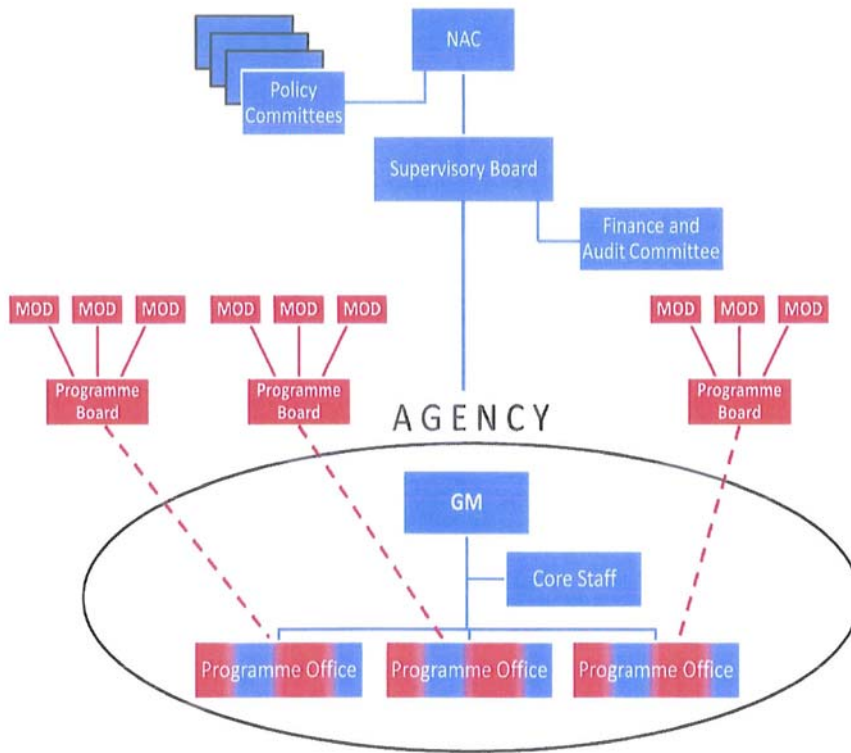 NAC
Policy
Committees
Supervisory Board
Finance and
Audit Committee
MOD MOD MOD
MOD MOD MOD
MOD MOD MOD
Programme
Board
Programme
Board
Programme
Board
AGENCY
GM
Core Staff
Programme Office
Programme Office
Programme Office